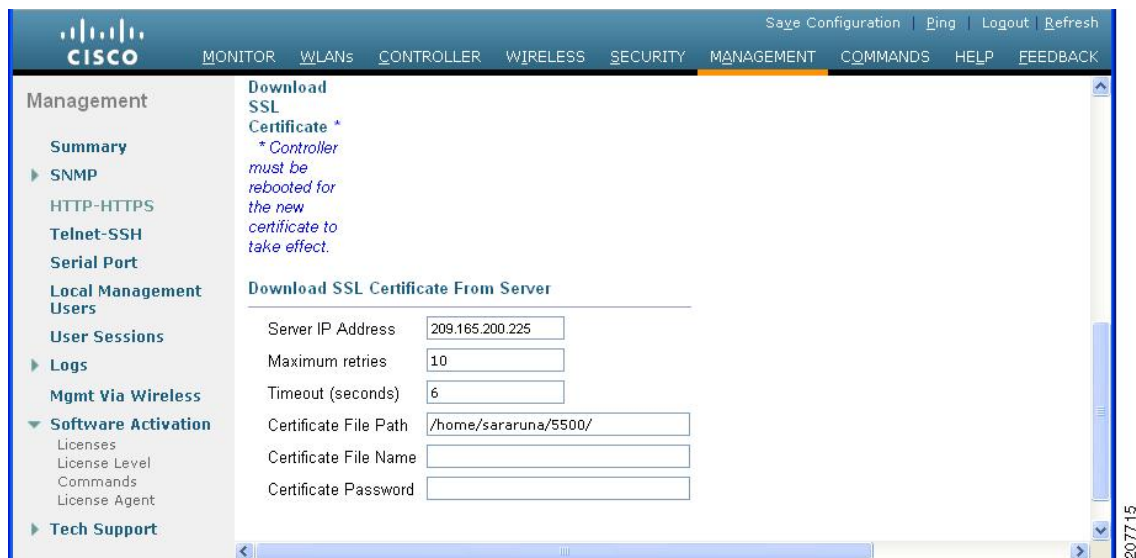 Save Configuration | Ping | Logout | Refresh
CISCO
MONITOR WLANs CONTROLLER WIRELESS SECURITY MANAGEMENT COMMANDS HELP FEEDBACK
Management
Summary
SNMP
HTTP-HTTPS
Telnet-SSH
Serial Port
Local Management
Users
User Sessions
Logs
Mgmt Via Wireless
Software Activation
Licenses
License Level
Commands
License Agent
Tech Support
Download
SSL
Certificate *
* Controller
must be
rebooted for
the new
certificate to
take effect.
Download SSL Certificate From Server
Server IP Address 209.165.200.225
Maximum retries 10
Timeout (seconds) 6
Certificate File Path /home/sararuna/5500/
Certificate File Name
Certificate Password
207715